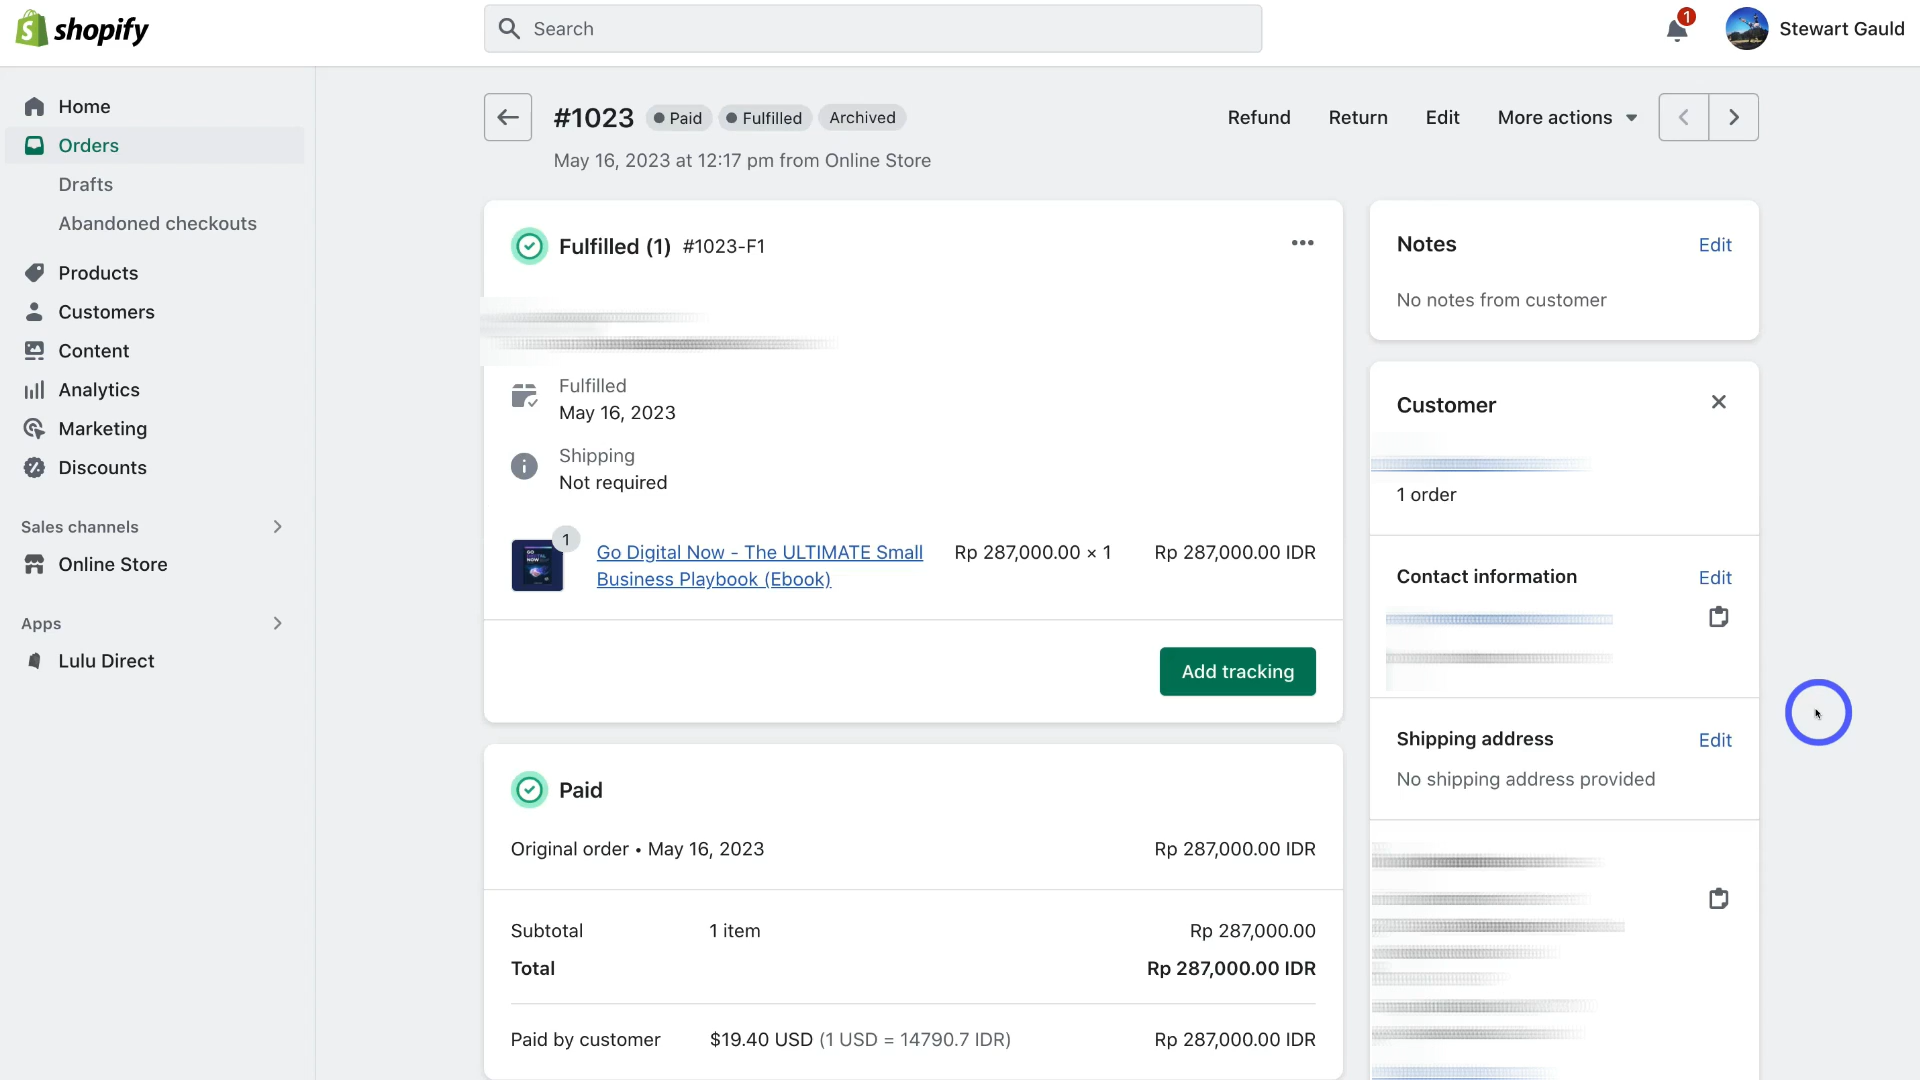 shopify
Search
1
Stewart Gauld
Home
Orders
Drafts
Abandoned checkouts
Products
Customers
Content
Analytics
Marketing
Discounts
Sales channels
Online Store
Apps
Lulu Direct
#1023 Paid Fulfilled Archived
Refund Return Edit More actions
May 16, 2023 at 12:17 pm from Online Store
Fulfilled (1) #1023-F1
Fulfilled
May 16, 2023
Shipping
Not required
1
Go Digital Now - The ULTIMATE Small
Business Playbook (Ebook)
Rp 287,000.00 × 1 Rp 287,000.00 IDR
Add tracking
Paid
Original order • May 16, 2023 Rp 287,000.00 IDR
Subtotal 1 item Rp 287,000.00
Total Rp 287,000.00 IDR
Paid by customer $19.40 USD (1 USD = 14790.7 IDR) Rp 287,000.00 IDR
Notes Edit
No notes from customer
Customer
1 order
Contact information Edit
Shipping address Edit
No shipping address provided